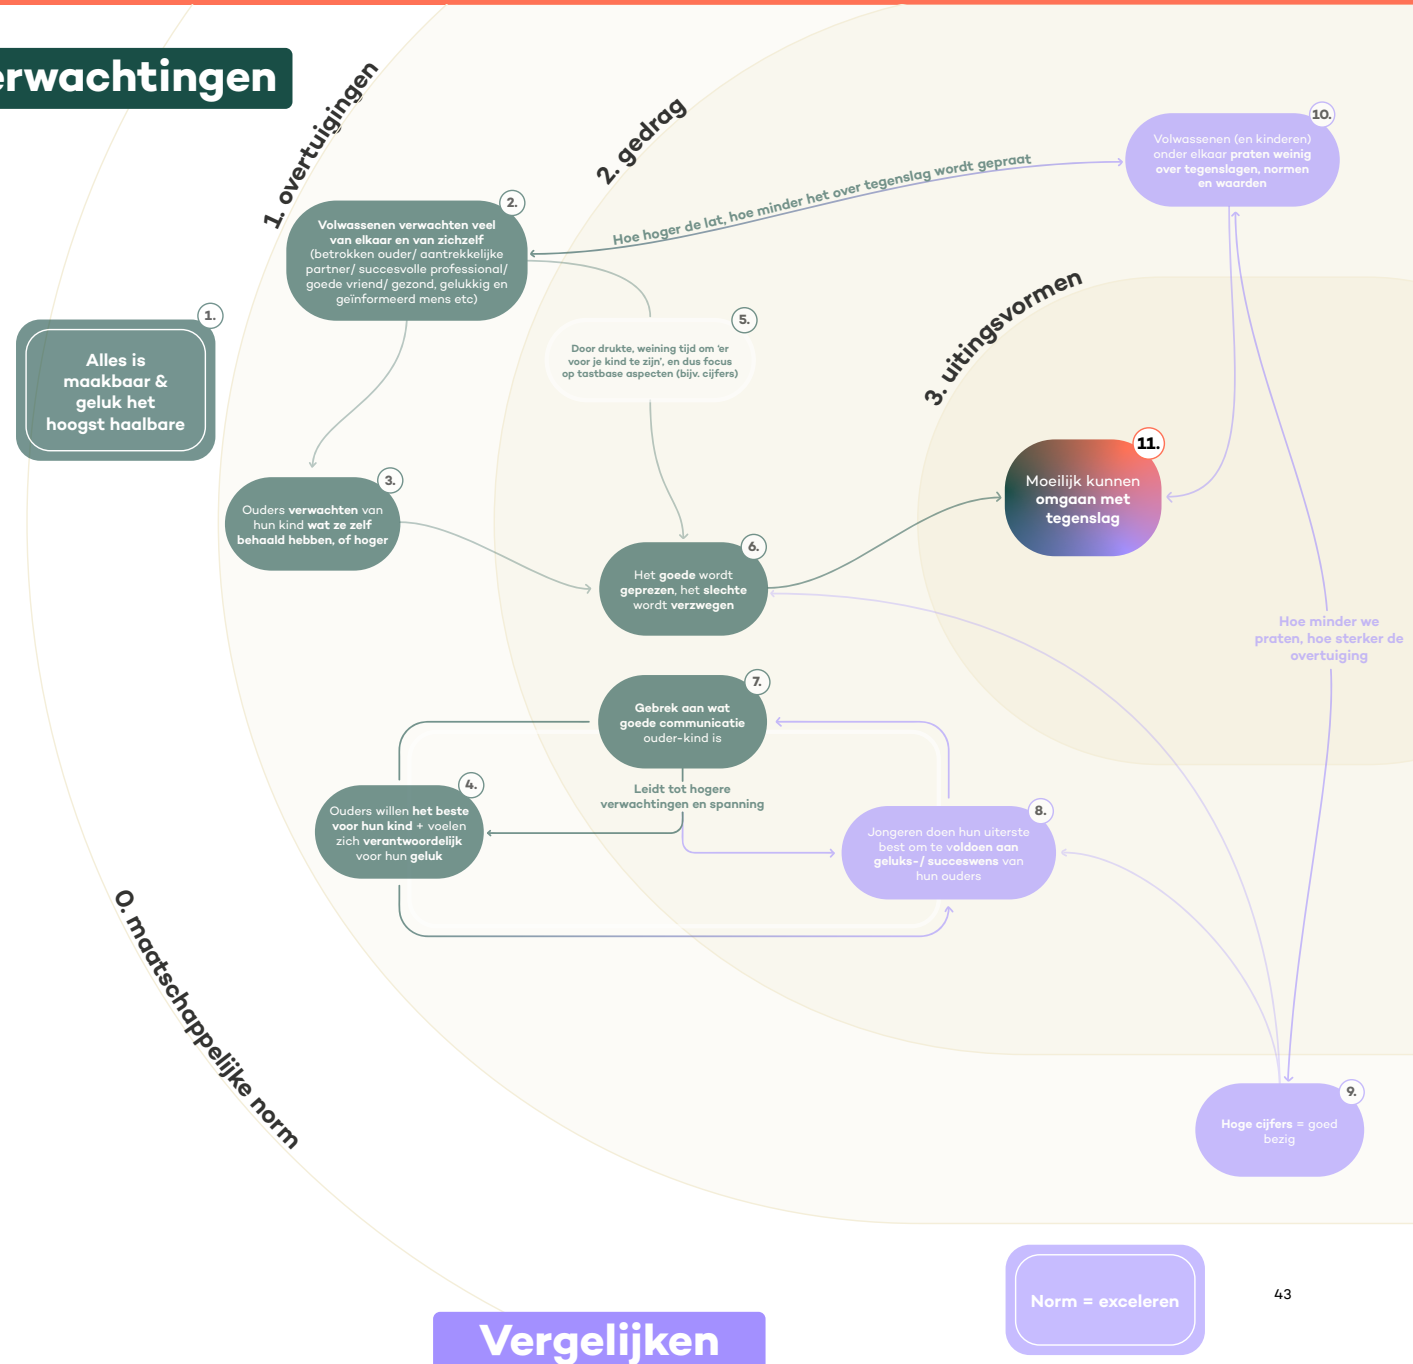 erwachtingen
1. overtuigingen
2. gedrag
10.
Volwassenen (en kinderen)
onder elkaar praten weinig
over tegenslagen, normen
en waarden
Hoe hoger de lat, hoe minder het over tegenslag wordt gepraat
2.
Volwassenen verwachten veel
van elkaar en van zichzelf
(betrokken ouder/ aantrekkelijke
partner/ succesvolle professional/
goede vriend/ gezond, gelukkig en
geïnformeerd mens etc)
3. uitingsvormen
1.
Alles is
maakbaar &
geluk het
hoogst haalbare
5.
Door drukte, weining tijd om ‘er
voor je kind te zijn’, en dus focus
op tastbase aspecten (bijv. cijfers)
11.
Moeilijk kunnen
omgaan met
tegenslag
3.
Ouders verwachten van
hun kind wat ze zelf
behaald hebben, of hoger
6.
Het goede wordt
geprezen, het slechte
wordt verzwegen
Hoe minder we
praten, hoe sterker de
overtuiging
7.
Gebrek aan wat
goede communicatie
ouder-kind is
Leidt tot hogere
verwachtingen en spanning
4.
Ouders willen het beste
voor hun kind + voelen
zich verantwoordelijk
voor hun geluk
8.
Jongeren doen hun uiterste
best om te voldoen aan
geluks-/ succeswens van
hun ouders
0. maatschappelijke norm
9.
Hoge cijfers = goed
bezig
Norm = exceleren
43
Vergelijken